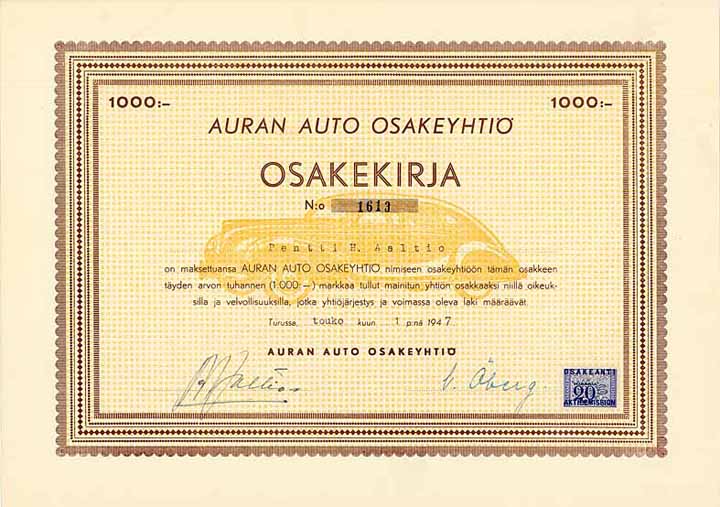 1000:– 1000:–
AURAN AUTO OSAKEYHTIÖ
OSAKEKIRJA
N:o 1613
Pentti H. Aaltio
on maksettuansa AURAN AUTO OSAKEYHTIÖ nimiseen osakeyhtiöön tämän osakkeen
täyden arvon tuhannen (1.000:–) markkaa tullut mainitun yhtiön osakkaaksi niillä oikeuk-
silla ja velvollisuuksilla, jotka yhtiöjärjestys ja voimassa oleva laki määräävät.
Turussa, touko kuun 1 p:nä 1947.
AURAN AUTO OSAKEYHTIÖ
V. Öberg.
OSAKEANTI
20
AKTIEEMISSION